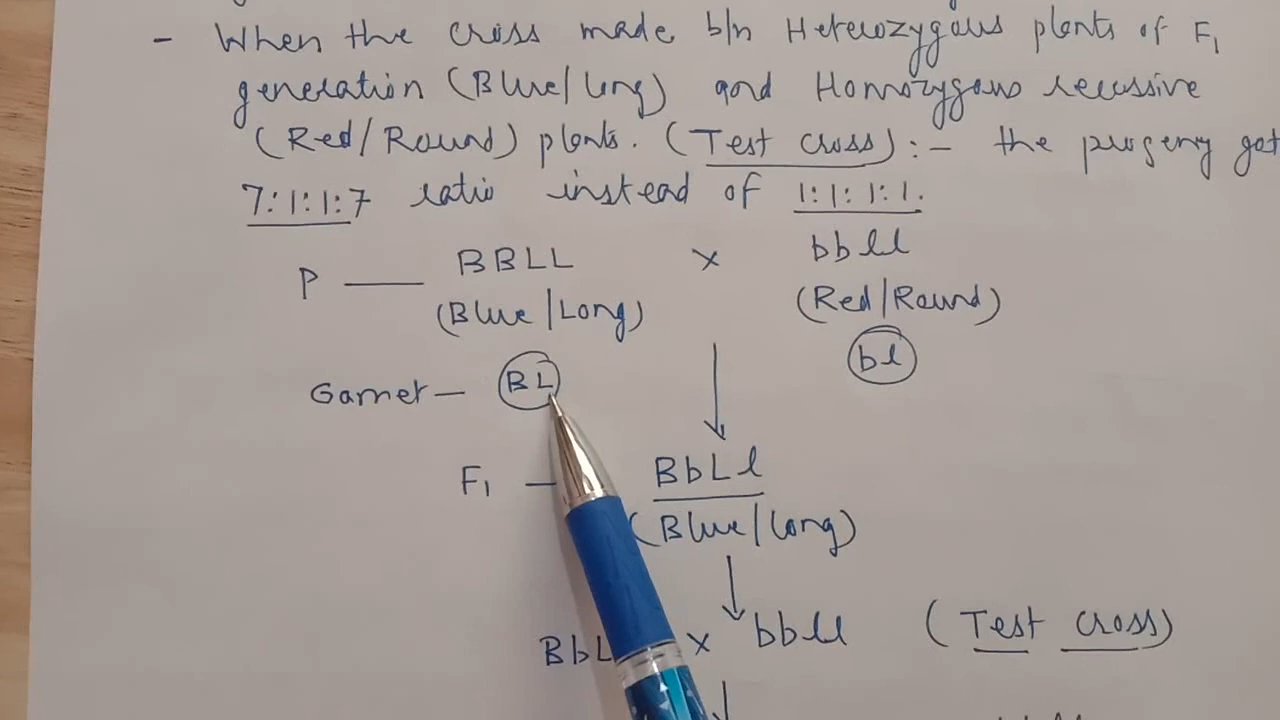 - When the cross made b/n Heterozygous plants of F1
generation (Blue/Long) and Homozygous recessive
(Red/Round) plants. (Test cross):- the progeny got
7:1:1:7 ratio instead of 1:1:1:1.
P — BBLL x bbll
(Blue/Long) (Red/Round)
Gamet - BL bl
F1 - BbLl
(Blue/Long)
BbL x bbll (Test cross)